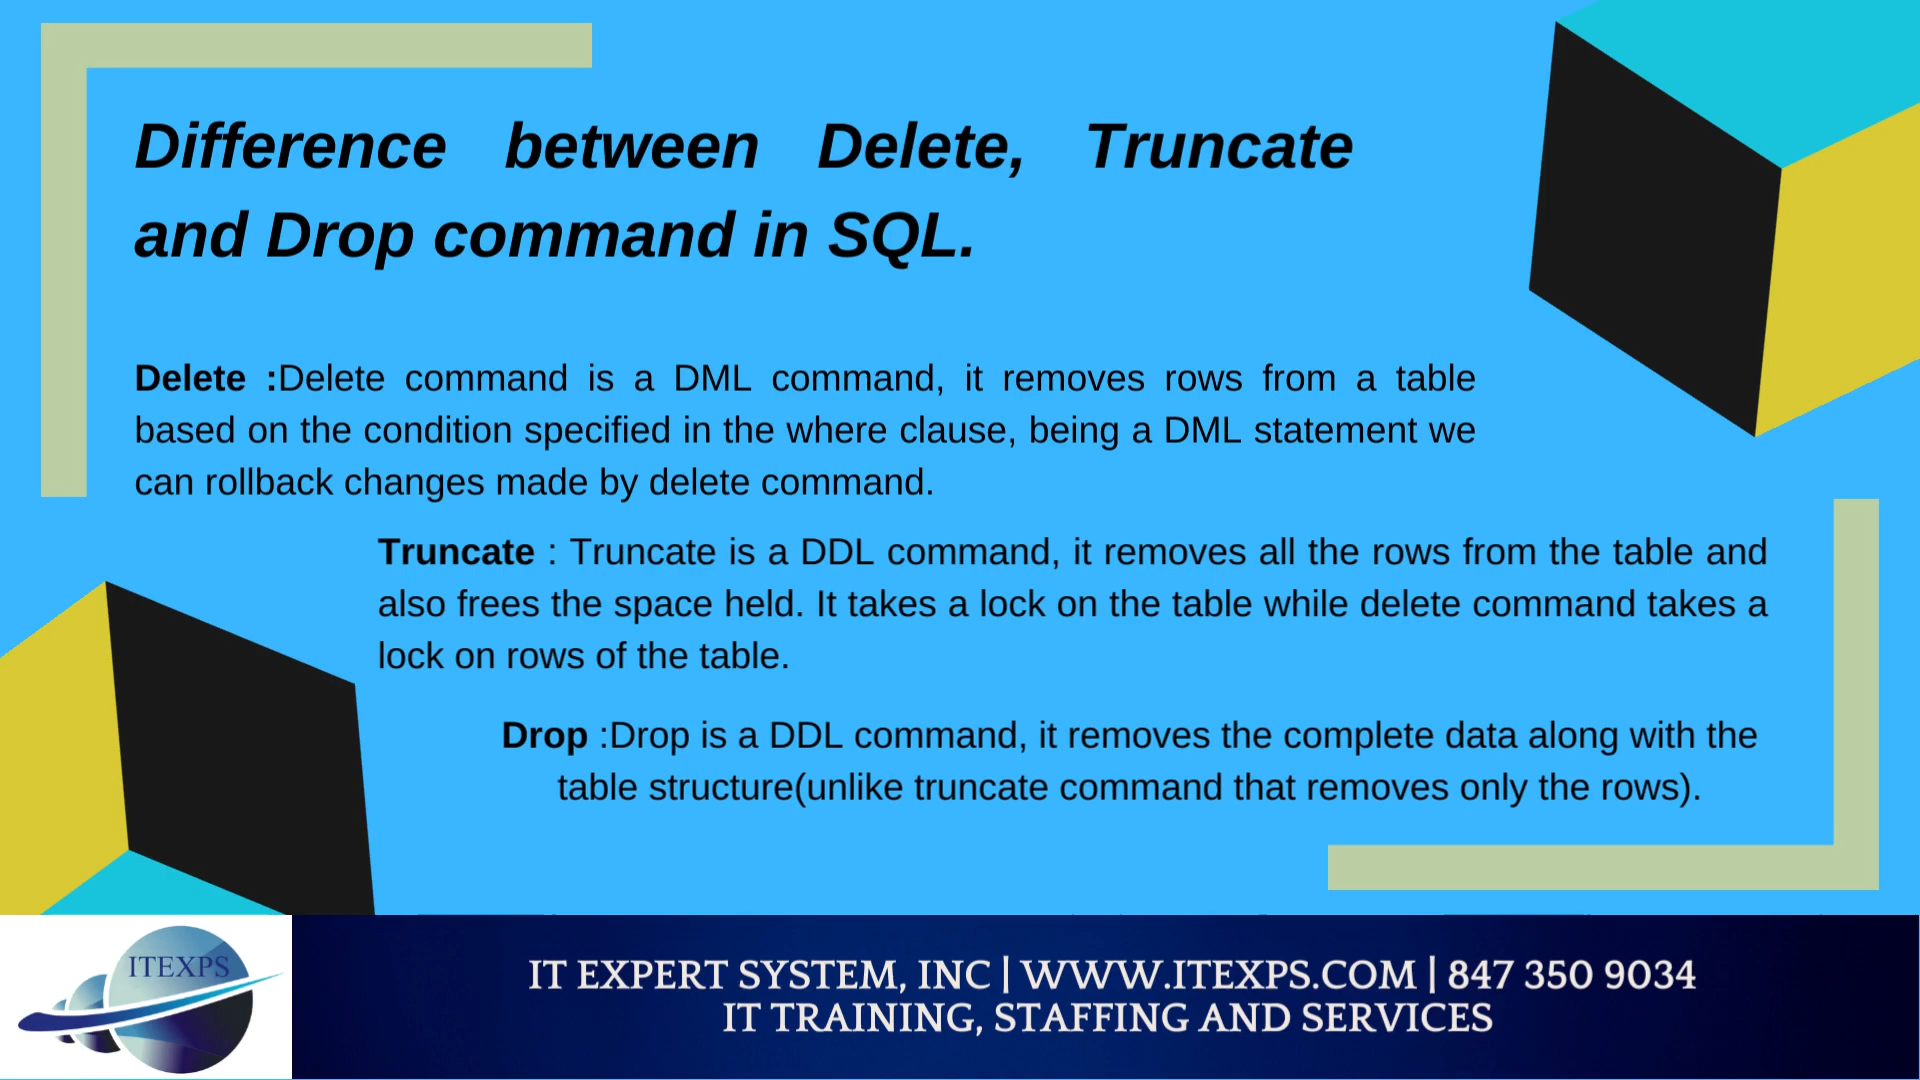 Difference between Delete, Truncate
and Drop command in SQL.
Delete :Delete command is a DML command, it removes rows from a table
based on the condition specified in the where clause, being a DML statement we
can rollback changes made by delete command.
Truncate : Truncate is a DDL command, it removes all the rows from the table and
also frees the space held. It takes a lock on the table while delete command takes a
lock on rows of the table.
Drop :Drop is a DDL command, it removes the complete data along with the
table structure(unlike truncate command that removes only the rows).
ITEXPS
IT EXPERT SYSTEM, INC | WWW.ITEXPS.COM | 847 350 9034
IT TRAINING, STAFFING AND SERVICES